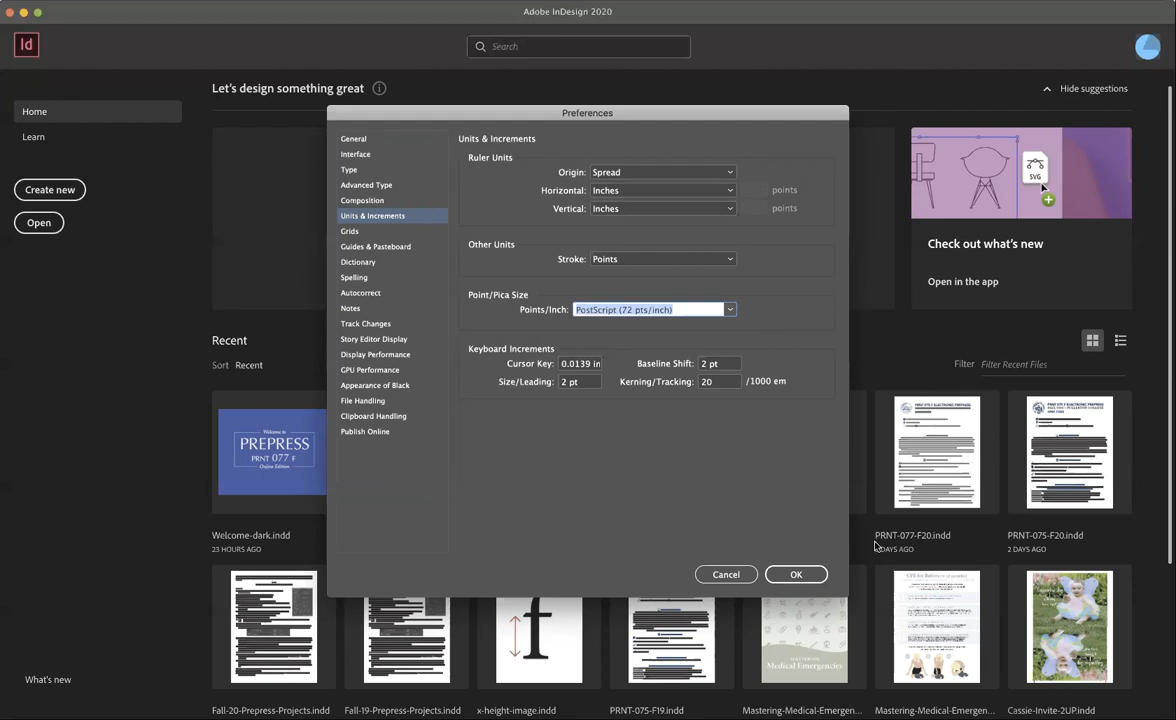 Adobe InDesign 2020
Id
Search
Let's design something great
Hide suggestions
Home
Learn
Create new
Open
Preferences
General
Interface
Type
Advanced Type
Composition
Units & Increments
Grids
Guides & Pasteboard
Dictionary
Spelling
Autocorrect
Notes
Track Changes
Story Editor Display
Display Performance
GPU Performance
Appearance of Black
File Handling
Clipboard Handling
Publish Online
Units & Increments
Ruler Units
Origin: Spread
Horizontal: Inches points
Vertical: Inches points
Other Units
Stroke: Points
Point/Pica Size
Points/Inch: PostScript (72 pts/inch)
Keyboard Increments
Cursor Key: 0.0139 in Baseline Shift: 2 pt
Size/Leading: 2 pt Kerning/Tracking: 20 /1000 em
Cancel OK
SVG
Check out what's new
Open in the app
Recent
Sort Recent
Filter Filter Recent Files
Welcome to
PREPRESS
PRNT 077 F
Online Edition
Welcome-dark.indd
23 HOURS AGO
PRNT-077-F20.indd
DAYS AGO
PRNT-075-F20.indd
2 DAYS AGO
f
Medical Emergencies
Fall-20-Prepress-Projects.indd
Fall-19-Prepress-Projects.indd
x-height-image.indd
PRNT-075-F19.indd
Mastering-Medical-Emergen...
Mastering-Medical-Emergen...
Cassie-Invite-2UP.indd
What's new